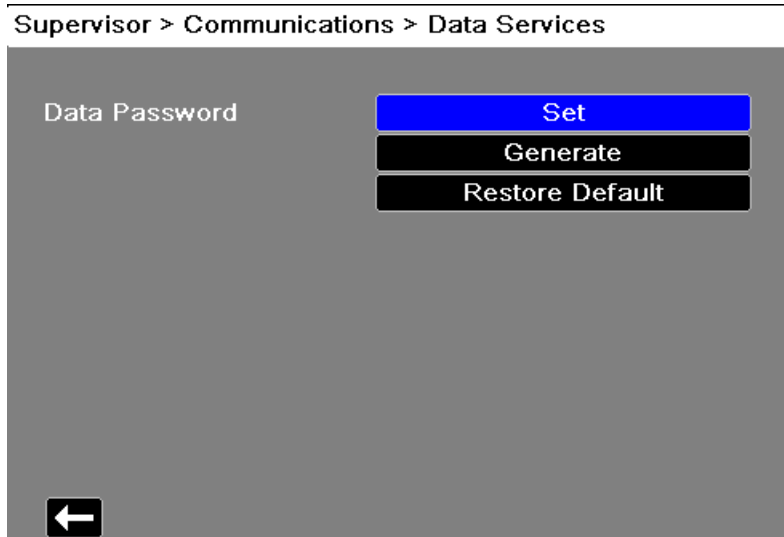 Supervisor > Communications > Data Services
Data Password
Set
Generate
Restore Default